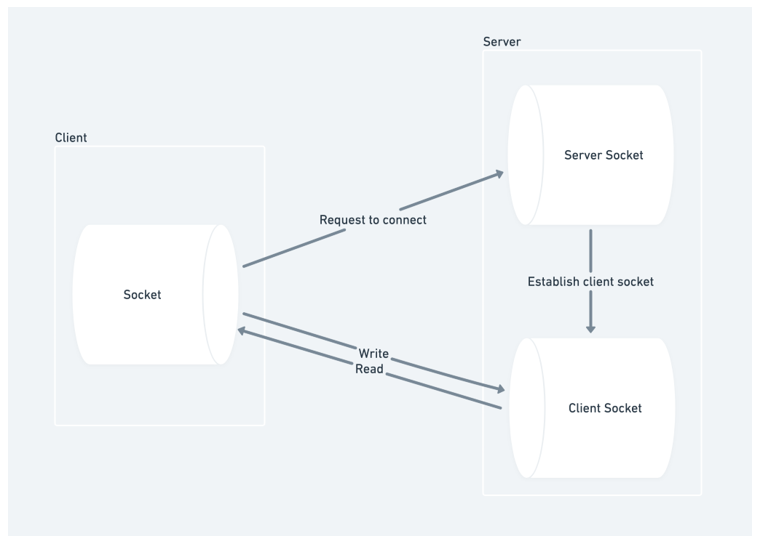 Server
Server Socket
Client
Request to connect
Establish client socket
Socket
Write
Read
Client Socket